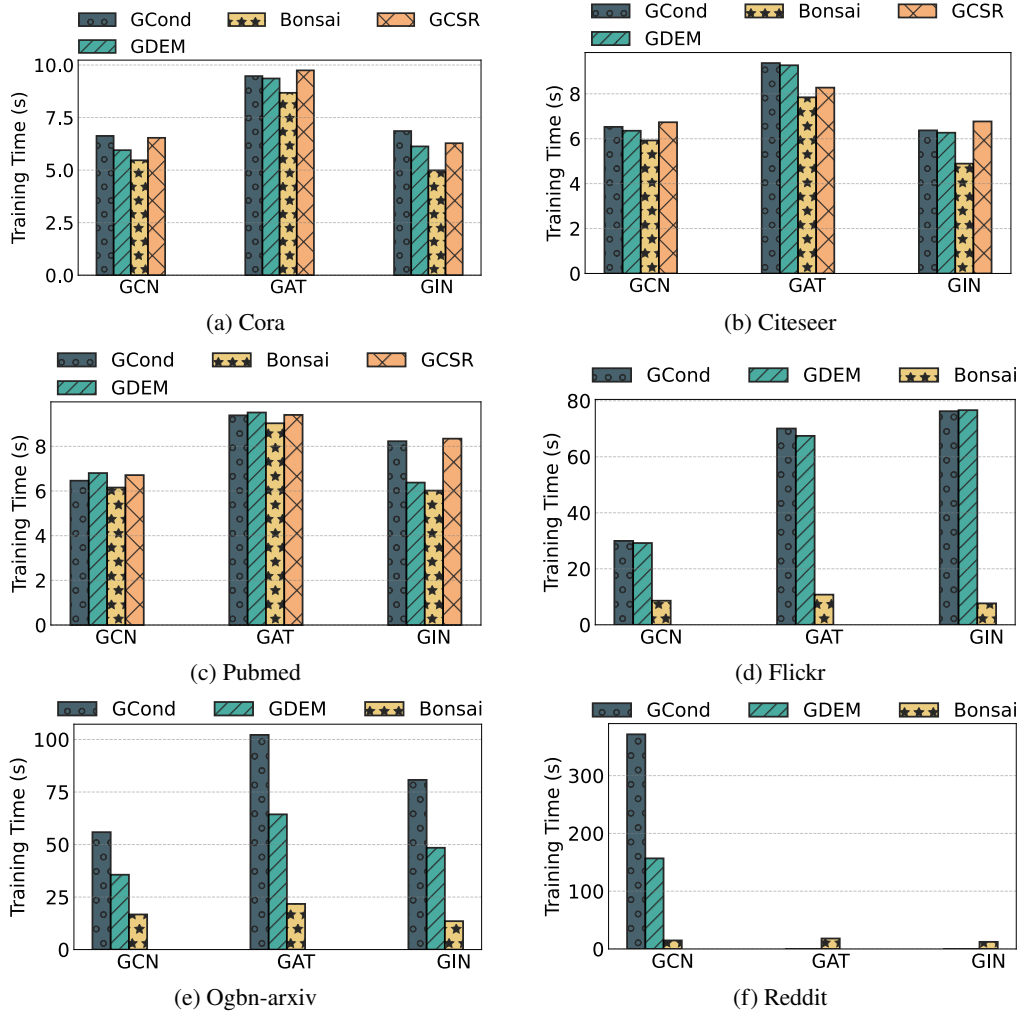 GCond Bonsai GCSR
GDEM
Training Time (s)
10.0
7.5
5.0
2.5
0.0
GCN GAT GIN
(a) Cora
GCond Bonsai GCSR
GDEM
Training Time (s)
8
6
4
2
0
GCN GAT GIN
(b) Citeseer
GCond Bonsai GCSR
GDEM
Training Time (s)
8
6
4
2
0
GCN GAT GIN
(c) Pubmed
GCond GDEM Bonsai
Training Time (s)
80
60
40
20
0
GCN GAT GIN
(d) Flickr
GCond GDEM Bonsai
Training Time (s)
100
75
50
25
0
GCN GAT GIN
(e) Ogbn-arxiv
GCond GDEM Bonsai
Training Time (s)
300
200
100
0
GCN GAT GIN
(f) Reddit